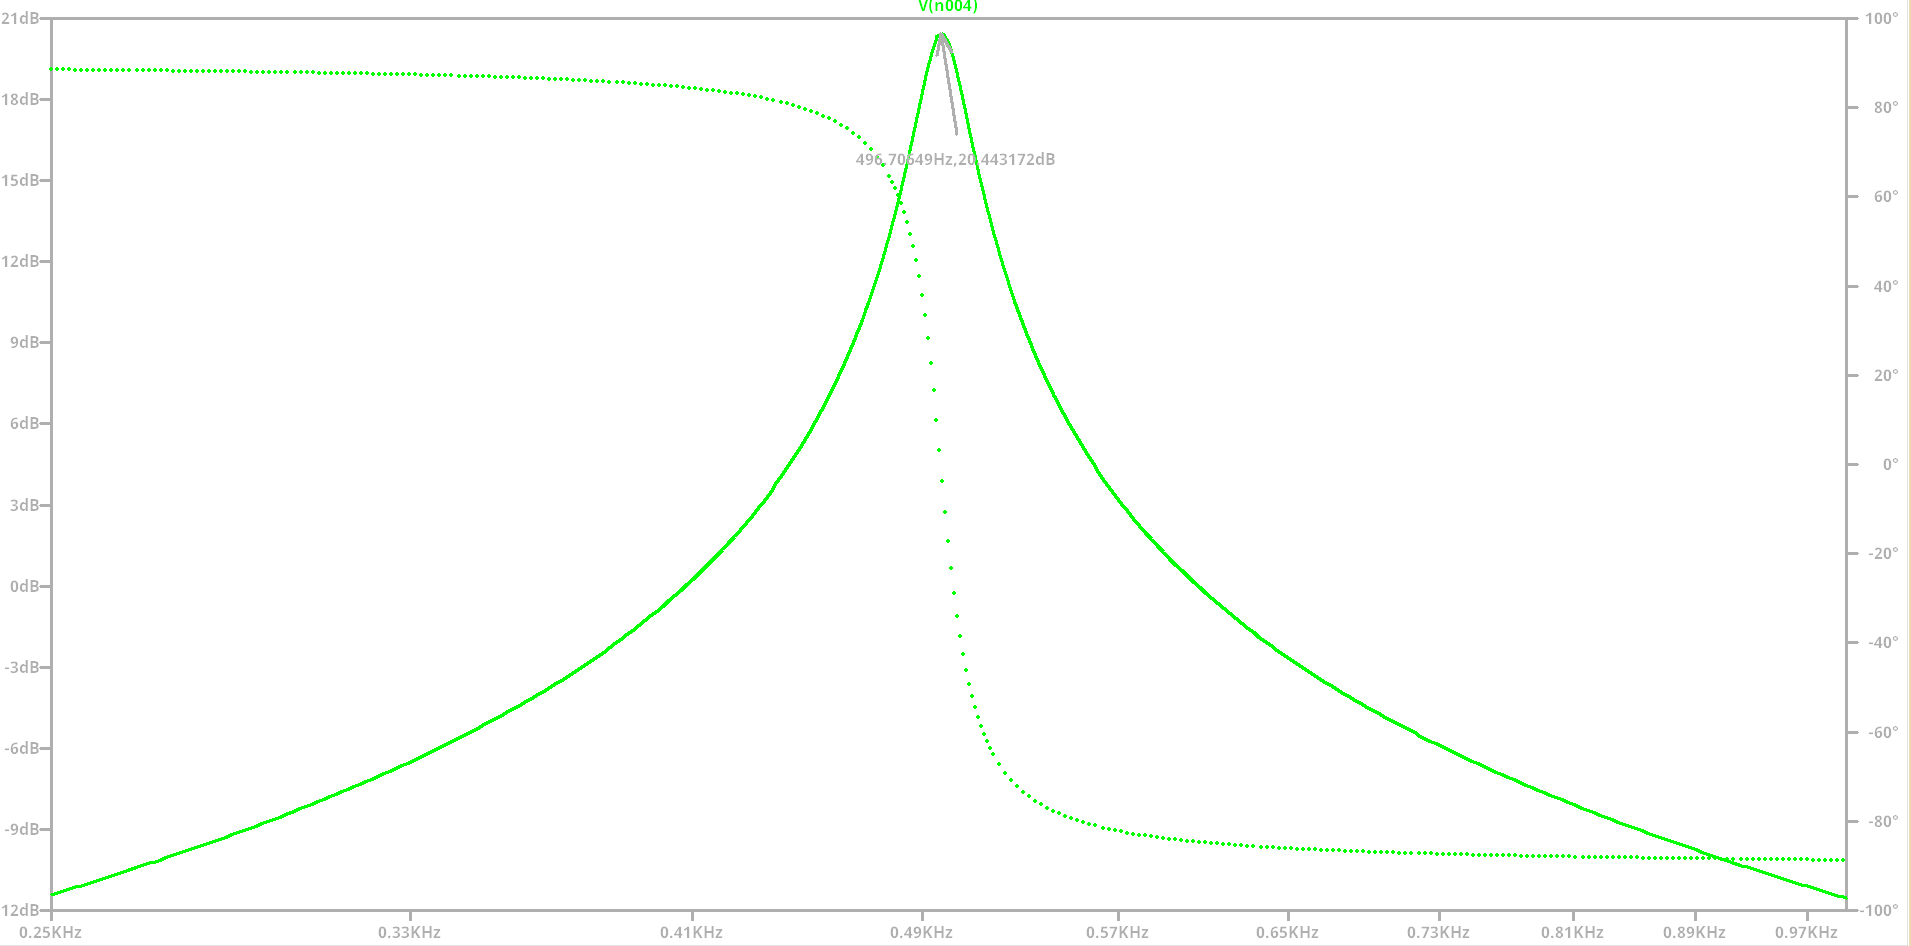 V(n004)
21dB
100°
18dB
80°
496.70649Hz,20.443172dB
15dB
60°
12dB
40°
9dB
20°
6dB
0°
3dB
-20°
0dB
-40°
-3dB
-60°
-6dB
-80°
-9dB
12dB
-100°
0.25KHz 0.33KHz 0.41KHz 0.49KHz 0.57KHz 0.65KHz 0.73KHz 0.81KHz 0.89KHz 0.97KHz